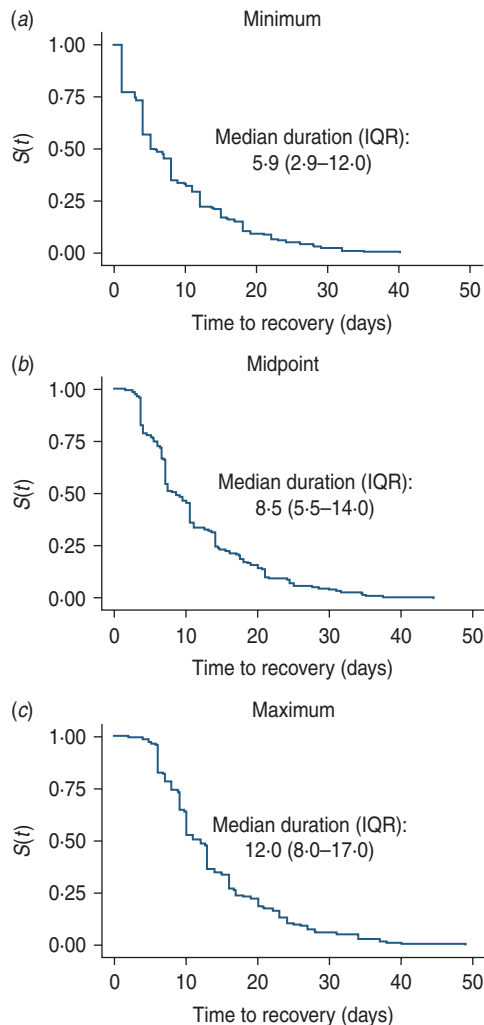 (a) Minimum
1·00
0·75
0·50
0·25
0·00
S(t)
Median duration (IQR):
5·9 (2·9–12·0)
0 10 20 30 40 50
Time to recovery (days)
(b) Midpoint
1·00
0·75
0·50
0·25
0·00
S(t)
Median duration (IQR):
8·5 (5·5–14·0)
0 10 20 30 40 50
Time to recovery (days)
(c) Maximum
1·00
0·75
0·50
0·25
0·00
S(t)
Median duration (IQR):
12·0 (8·0–17·0)
0 10 20 30 40 50
Time to recovery (days)